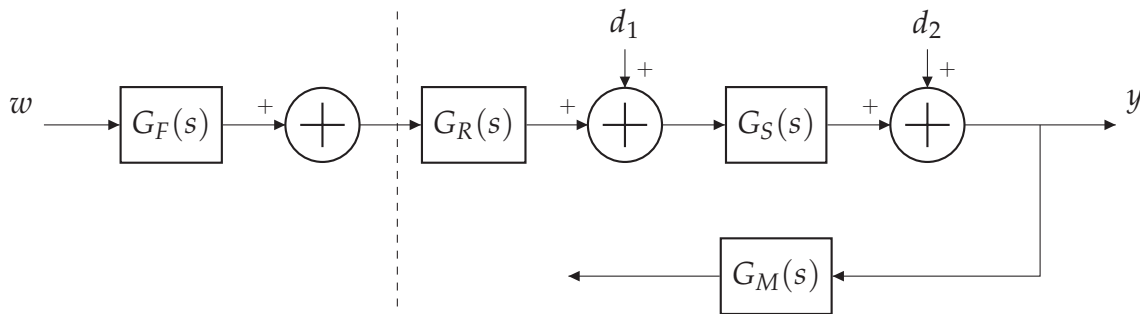 d₁
d₂
w
y
G_F(s)
+
G_R(s)
+
+
G_S(s)
+
+
G_M(s)